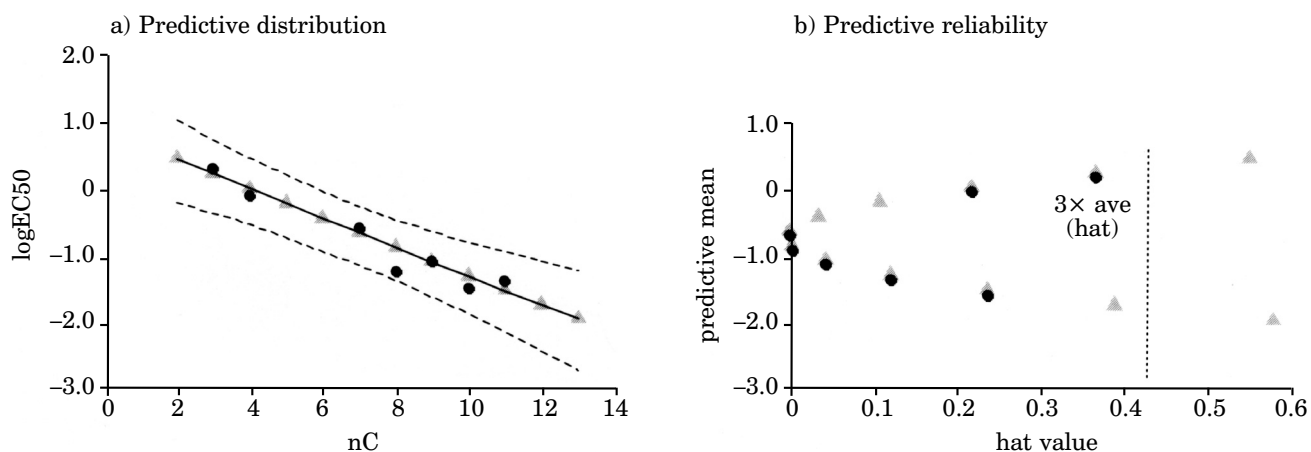 a) Predictive distribution
2.0
1.0
0
–1.0
–2.0
–3.0
logEC50
0 2 4 6 8 10 12 14
nC
b) Predictive reliability
1.0
0
–1.0
–2.0
–3.0
predictive mean
3× ave
(hat)
0 0.1 0.2 0.3 0.4 0.5 0.6
hat value